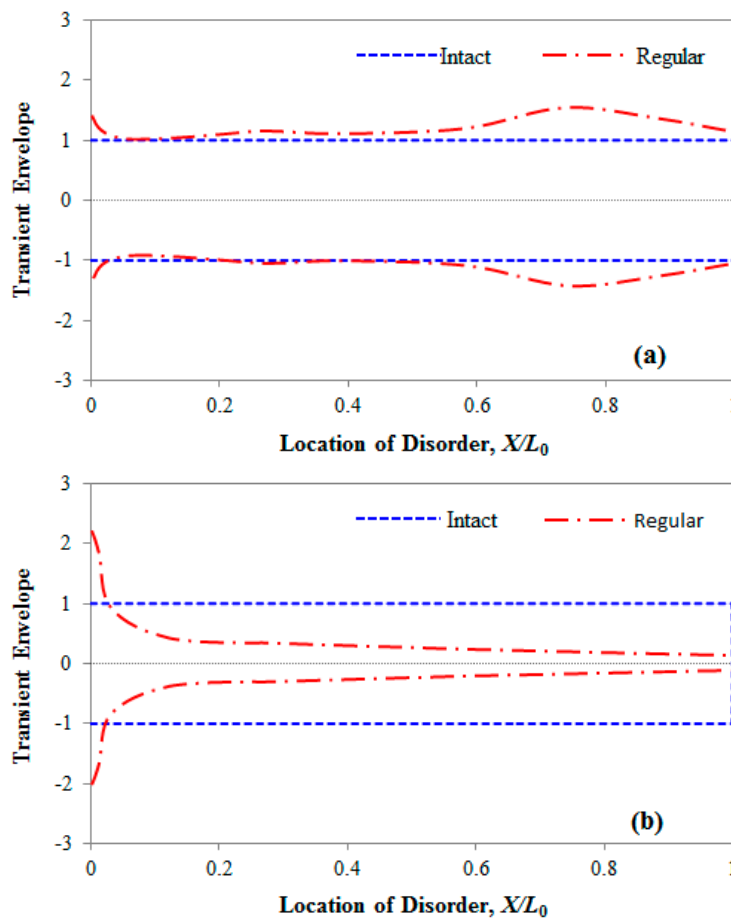 3
Intact
Regular
2
1
0
-1
-2
-3
Transient Envelope
(a)
0
0.2
0.4
0.6
0.8
1
Location of Disorder, X/L0
3
Intact
Regular
2
1
0
-1
-2
-3
Transient Envelope
(b)
0
0.2
0.4
0.6
0.8
1
Location of Disorder, X/L0